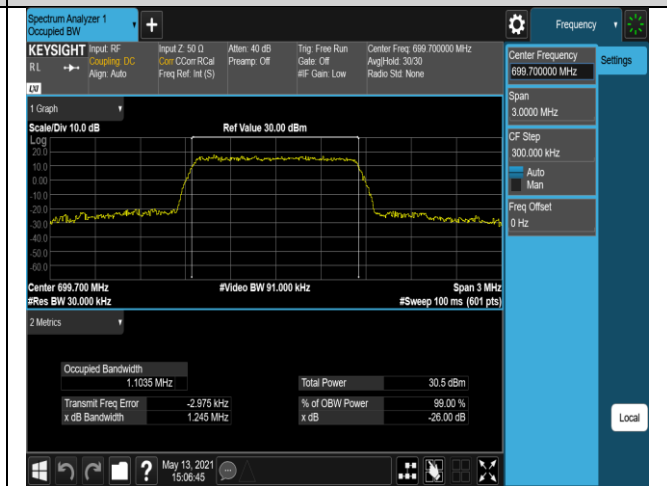 Spectrum Analyzer 1
Occupied BW
+
Frequency
KEYSIGHT
RL
LXI
Input: RF
Coupling: DC
Align: Auto
Input Z: 50 Ω
Corr CCorr RCal
Freq Ref: Int (S)
Atten: 40 dB
Preamp: Off
Trig: Free Run
Gate: Off
#IF Gain: Low
Center Freq: 699.700000 MHz
Avg|Hold: 30/30
Radio Std: None
Center Frequency
699.700000 MHz
Settings
Span
3.0000 MHz
CF Step
300.000 kHz
Auto
Man
Freq Offset
0 Hz
Local
1 Graph
Scale/Div 10.0 dB
Ref Value 30.00 dBm
Log
20.0
10.0
0.00
-10.0
-20.0
-30.0
-40.0
-50.0
-60.0
Center 699.700 MHz
#Video BW 91.000 kHz
Span 3 MHz
#Res BW 30.000 kHz
#Sweep 100 ms (601 pts)
2 Metrics
Occupied Bandwidth
1.1035 MHz
Total Power
30.5 dBm
Transmit Freq Error
-2.975 kHz
% of OBW Power
99.00 %
x dB Bandwidth
1.245 MHz
x dB
-26.00 dB
?
May 13, 2021
15:06:45